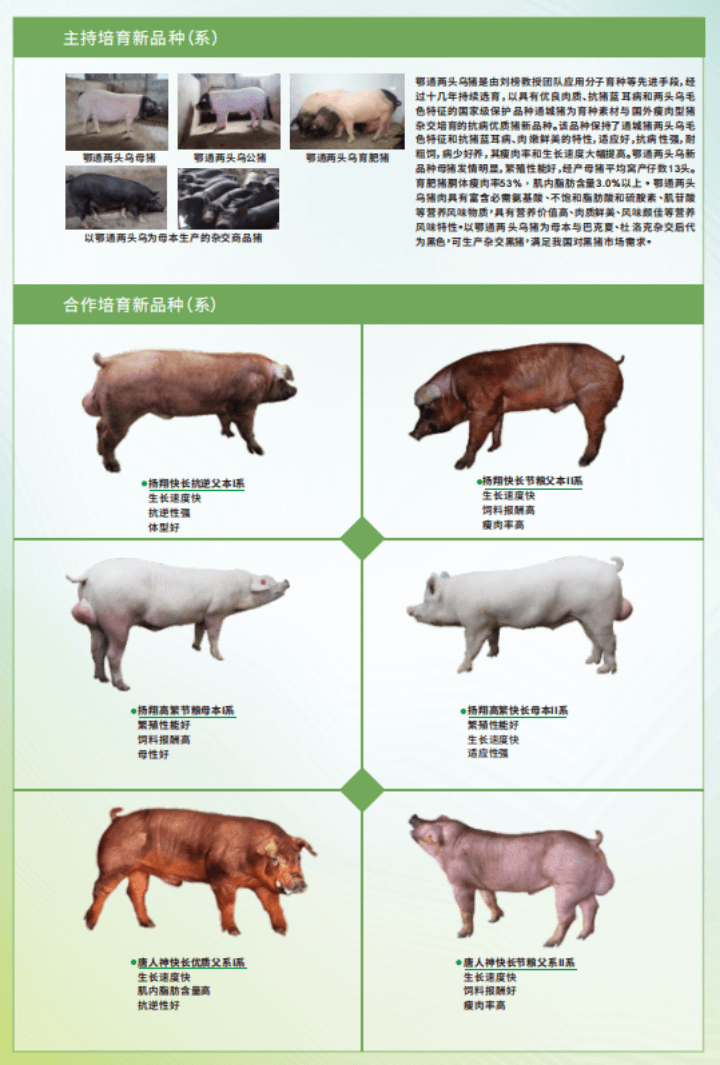 主持培育新品种（系）
鄂通两头乌母猪
鄂通两头乌公猪
鄂通两头乌育肥猪
以鄂通两头乌为母本生产的杂交商品猪
鄂通两头乌猪是由刘榜教授团队应用分子育种等先进手段，经
过十几年持续选育，以具有优良肉质、抗猪蓝耳病和两头乌毛
色特征的国家级保护品种通城猪为育种素材与国外瘦肉型猪
杂交培育的抗病优质猪新品种。该品种保持了通城猪两头乌毛
色特征和抗猪蓝耳病、肉嫩鲜美的特性，适应好，抗病性强，耐
粗饲，病少好养，其瘦肉率和生长速度大幅提高。鄂通两头乌新
品种母猪发情明显，繁殖性能好，经产母猪平均窝产仔数13头。
育肥猪胴体瘦肉率53%，肌内脂肪含量3.0%以上。鄂通两头
乌猪肉具有富含必需氨基酸、不饱和脂肪酸和硫胺素、肌苷酸
等营养风味物质，具有营养价值高、肉质鲜美、风味颇佳等营养
风味特性。以鄂通两头乌猪为母本与巴克夏、杜洛克杂交后代
为黑色，可生产杂交黑猪，满足我国对黑猪市场需求。
合作培育新品种（系）
扬翔快长抗逆父本I系
生长速度快
抗逆性强
体型好
扬翔快长节粮父本II系
生长速度快
饲料报酬高
瘦肉率高
扬翔高繁节粮母本I系
繁殖性能好
饲料报酬高
母性好
扬翔高繁快长母本II系
繁殖性能好
生长速度快
适应性强
唐人神快长优质父系I系
生长速度快
肌内脂肪含量高
抗逆性好
唐人神快长节粮父系II系
生长速度快
饲料报酬好
瘦肉率高